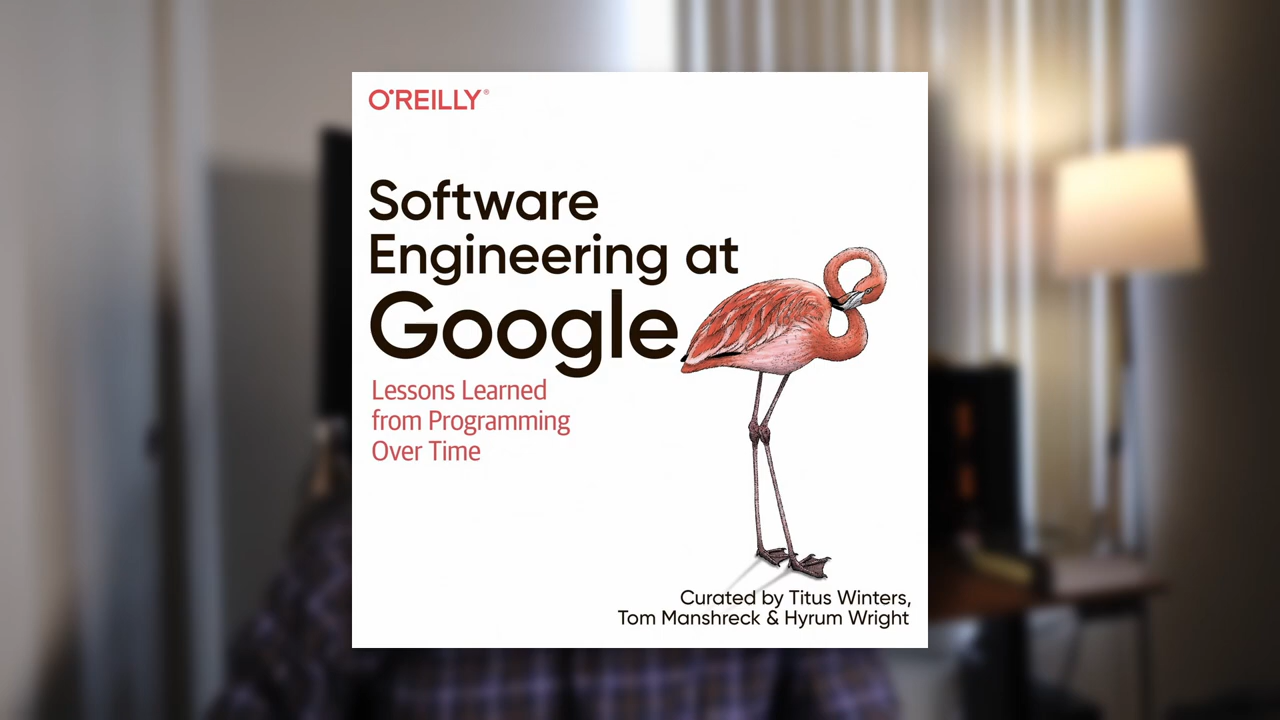 O'REILLY®
Software
Engineering at
Google
Lessons Learned
from Programming
Over Time
Curated by Titus Winters,
Tom Manshreck & Hyrum Wright